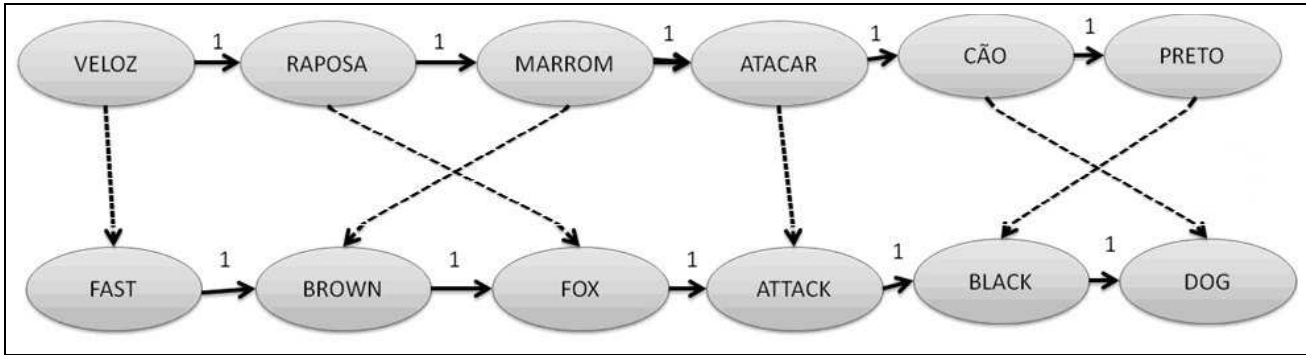 1 1 1 1 1
VELOZ RAPOSA MARROM ATACAR CÃO PRETO
1 1 1 1 1
FAST BROWN FOX ATTACK BLACK DOG